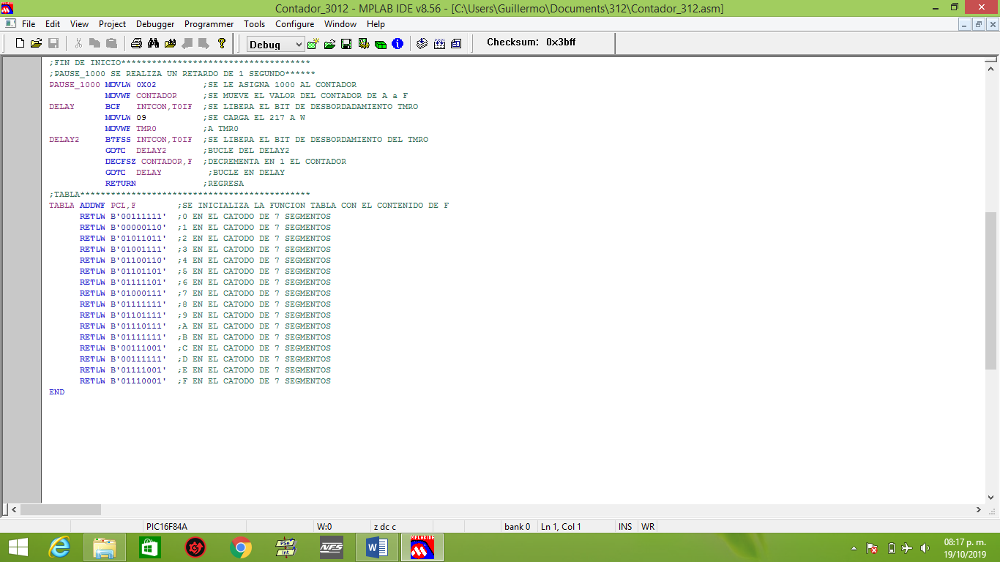 Contador_3012 - MPLAB IDE v8.56 - [C:\Users\Guillermo\Documents\312\Contador_312.asm]
File Edit View Project Debugger Programmer Tools Configure Window Help
Debug
Checksum: 0x3bff
;FIN DE INICIO*************************************
;PAUSE_1000 SE REALIZA UN RETARDO DE 1 SEGUNDO******
PAUSE_1000 MOVLW 0X02 ;SE LE ASIGNA 1000 AL CONTADOR
MOVWF CONTADOR ;SE MUEVE EL VALOR DEL CONTADOR DE A a F
DELAY BCF INTCON,T0IF ;SE LIBERA EL BIT DE DESBORDADAMIENTO TMRO
MOVLW 09 ;SE CARGA EL 217 A W
MOVWF TMR0 ;A TMR0
DELAY2 BTFSS INTCON,T0IF ;SE LIBERA EL BIT DE DESBORDAMIENTO DEL TMRO
GOTO DELAY2 ;BUCLE DEL DELAY2
DECFSZ CONTADOR,F ;DECREMENTA EN 1 EL CONTADOR
GOTO DELAY ;BUCLE EN DELAY
RETURN ;REGRESA
;TABLA*********************************************
TABLA ADDWF PCL,F ;SE INICIALIZA LA FUNCION TABLA CON EL CONTENIDO DE F
RETLW B'00111111' ;0 EN EL CATODO DE 7 SEGMENTOS
RETLW B'00000110' ;1 EN EL CATODO DE 7 SEGMENTOS
RETLW B'01011011' ;2 EN EL CATODO DE 7 SEGMENTOS
RETLW B'01001111' ;3 EN EL CATODO DE 7 SEGMENTOS
RETLW B'01100110' ;4 EN EL CATODO DE 7 SEGMENTOS
RETLW B'01101101' ;5 EN EL CATODO DE 7 SEGMENTOS
RETLW B'01111101' ;6 EN EL CATODO DE 7 SEGMENTOS
RETLW B'01000111' ;7 EN EL CATODO DE 7 SEGMENTOS
RETLW B'01111111' ;8 EN EL CATODO DE 7 SEGMENTOS
RETLW B'01101111' ;9 EN EL CATODO DE 7 SEGMENTOS
RETLW B'01110111' ;A EN EL CATODO DE 7 SEGMENTOS
RETLW B'01111111' ;B EN EL CATODO DE 7 SEGMENTOS
RETLW B'00111001' ;C EN EL CATODO DE 7 SEGMENTOS
RETLW B'00111111' ;D EN EL CATODO DE 7 SEGMENTOS
RETLW B'01111001' ;E EN EL CATODO DE 7 SEGMENTOS
RETLW B'01110001' ;F EN EL CATODO DE 7 SEGMENTOS
END
PIC16F84A W:0 z dc c bank 0 Ln 1, Col 1 INS WR
PSeInt NFS MPLAB IDE
08:17 p. m.
19/10/2019